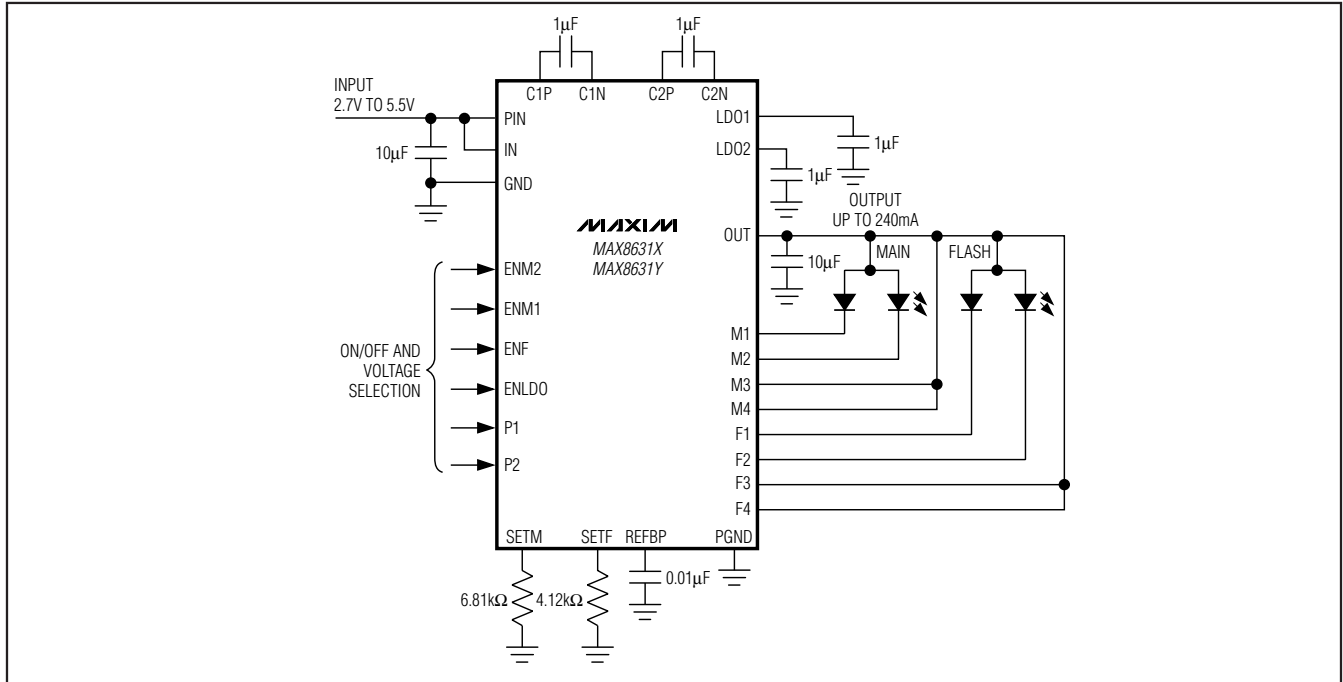 1µF
1µF
INPUT
2.7V TO 5.5V
C1P
C1N
C2P
C2N
PIN
LDO1
10µF
IN
1µF
LDO2
GND
1µF
MAXIM
MAX8631X
MAX8631Y
OUTPUT
UP TO 240mA
OUT
MAIN
FLASH
10µF
ON/OFF AND
VOLTAGE
SELECTION
ENM2
ENM1
ENF
ENLDO
P1
P2
M1
M2
M3
M4
F1
F2
F3
F4
SETM
SETF
REFBP
PGND
6.81kΩ
4.12kΩ
0.01µF